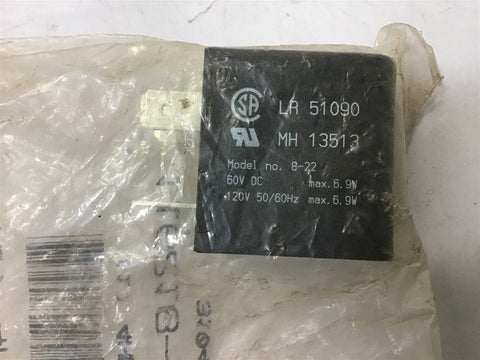 LR 51090
MH 13513
Model no. 8-22
60V DC max.6.9W
120V 50/60Hz max.6.9W